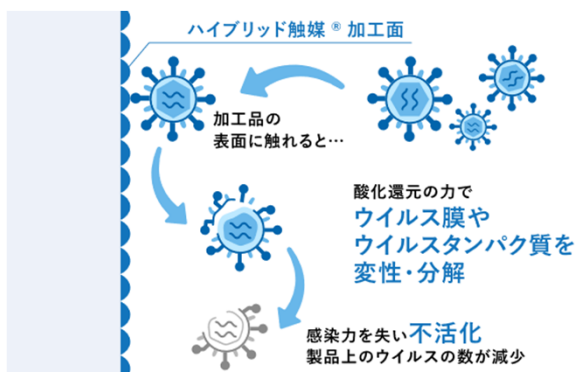 ハイブリッド触媒®加工面
加工品の
表面に触れると…
酸化還元の力で
ウイルス膜や
ウイルスタンパク質を
変性・分解
感染力を失い不活化
製品上のウイルスの数が減少